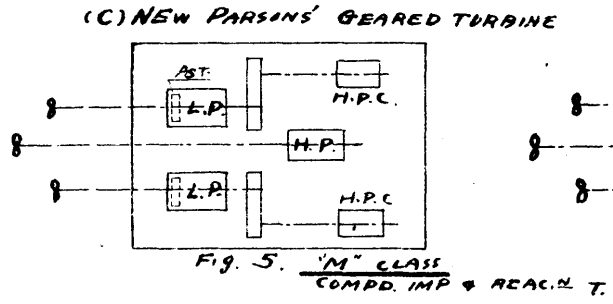 (C) NEW PARSONS' GEARED TURBINE
AST.
L.P.
H.P.C.
H.P.
L.P.
H.P.C
Fig. 5. "M" CLASS
COMPD. IMP & REAC.N T.